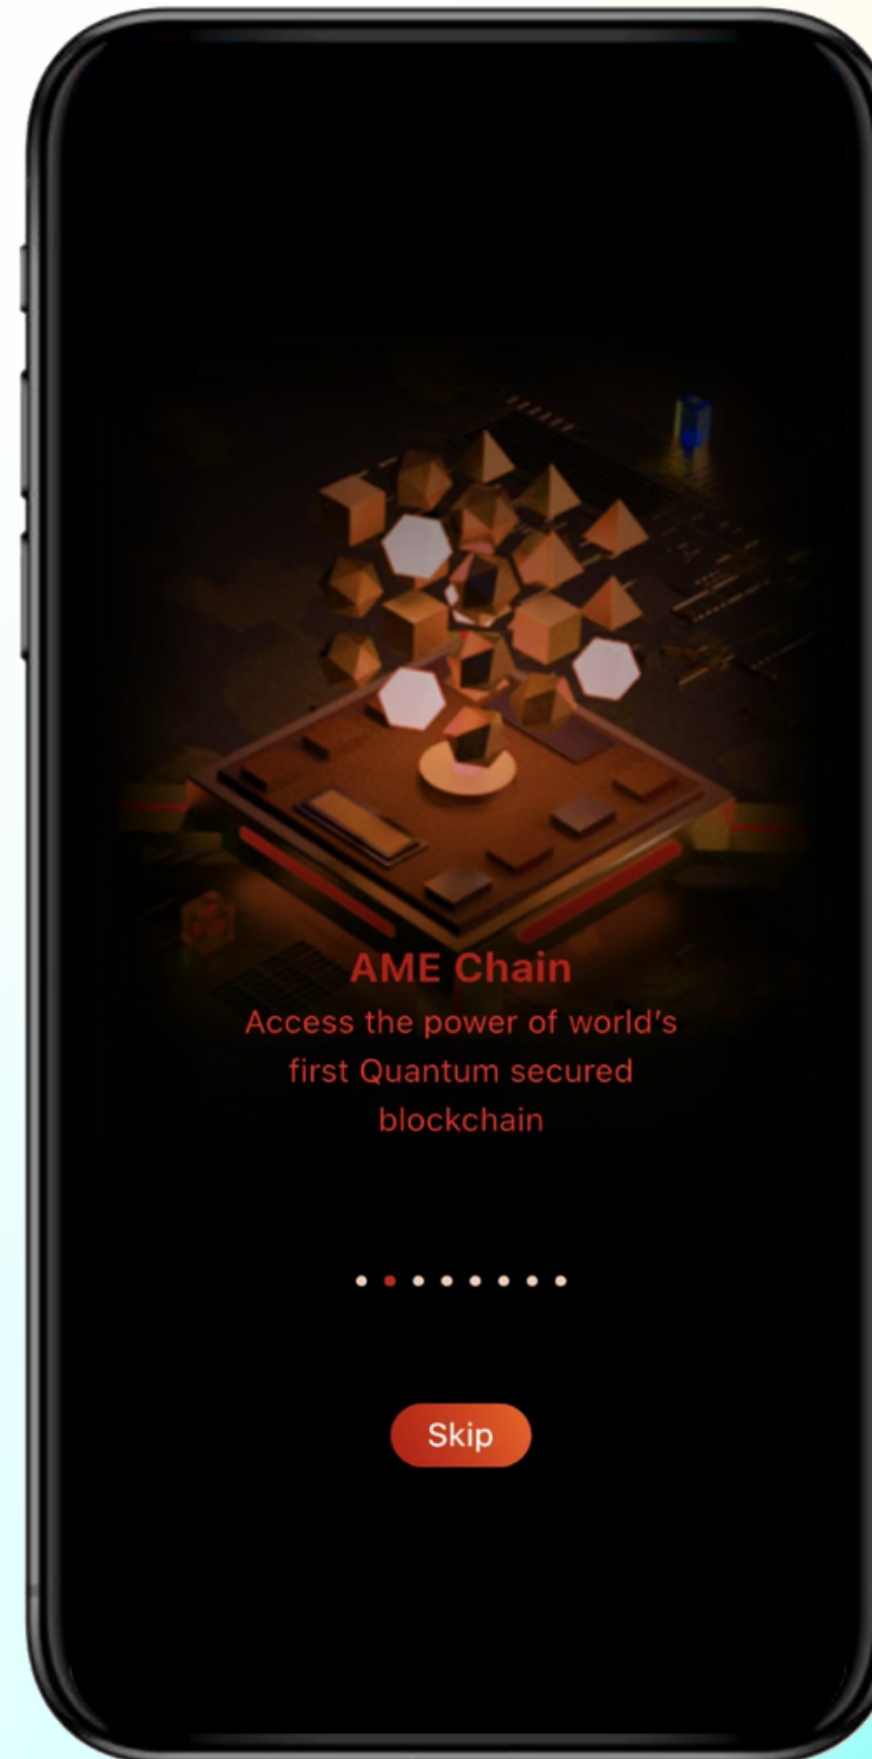 AME Chain
Access the power of world’s
first Quantum secured
blockchain
Skip